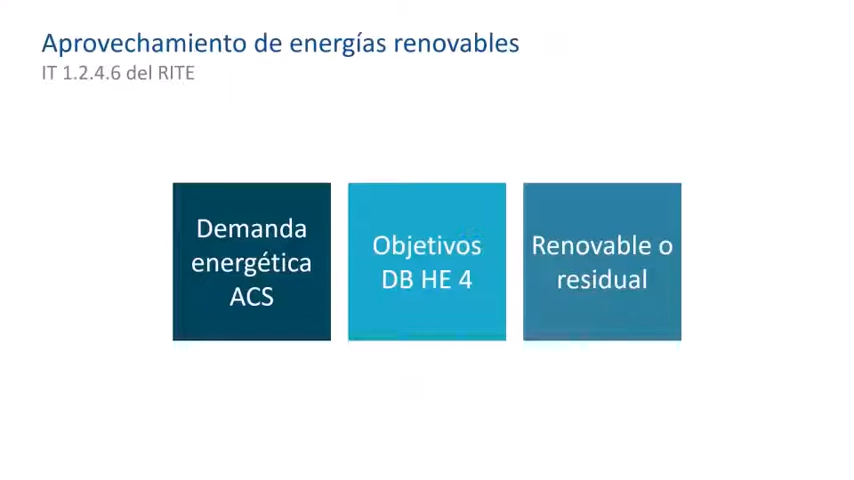 Aprovechamiento de energías renovables
IT 1.2.4.6 del RITE
Demanda
energética
ACS
Objetivos
DB HE 4
Renovable o
residual